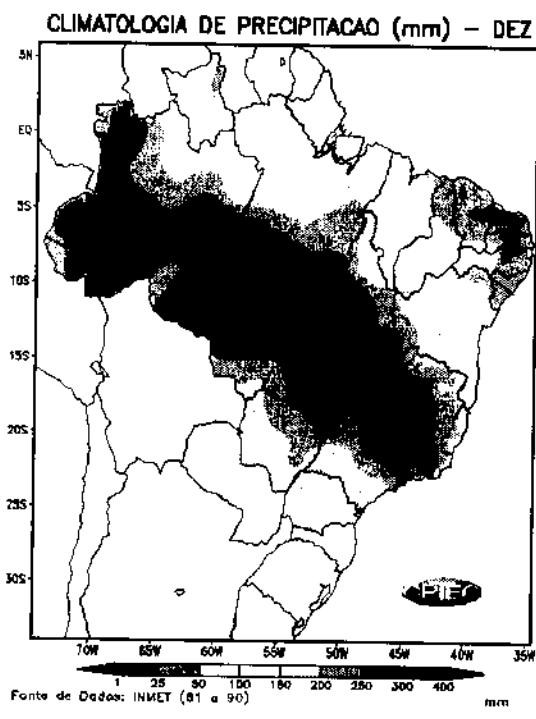 CLIMATOLOGIA DE PRECIPITACAO (mm) – DEZ
5N
EQ
5S
10S
15S
20S
25S
30S
CPTEC
70W 65W 60W 55W 50W 45W 40W 35W
1 25 50 100 150 200 250 300 400
Fonte de Dados: INMET (61 a 90)
mm